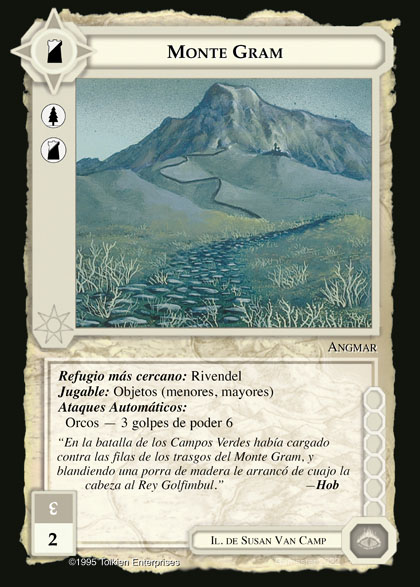 Monte Gram
Angmar
Refugio más cercano: Rivendel
Jugable: Objetos (menores, mayores)
Ataques Automáticos:
Orcos — 3 golpes de poder 6
“En la batalla de los Campos Verdes había cargado
contra las filas de los trasgos del Monte Gram, y
blandiendo una porra de madera le arrancó de cuajo la
cabeza al Rey Golfimbul.” —Hob
2
Il. de Susan Van Camp
©1995 Tolkien Enterprises